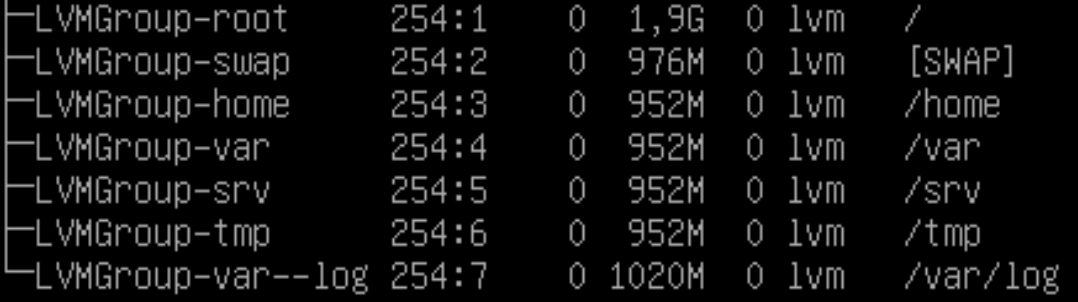 ├─LVMGroup-root 254:1 0 1,9G 0 lvm /
├─LVMGroup-swap 254:2 0 976M 0 lvm [SWAP]
├─LVMGroup-home 254:3 0 952M 0 lvm /home
├─LVMGroup-var 254:4 0 952M 0 lvm /var
├─LVMGroup-srv 254:5 0 952M 0 lvm /srv
├─LVMGroup-tmp 254:6 0 952M 0 lvm /tmp
└─LVMGroup-var--log 254:7 0 1020M 0 lvm /var/log